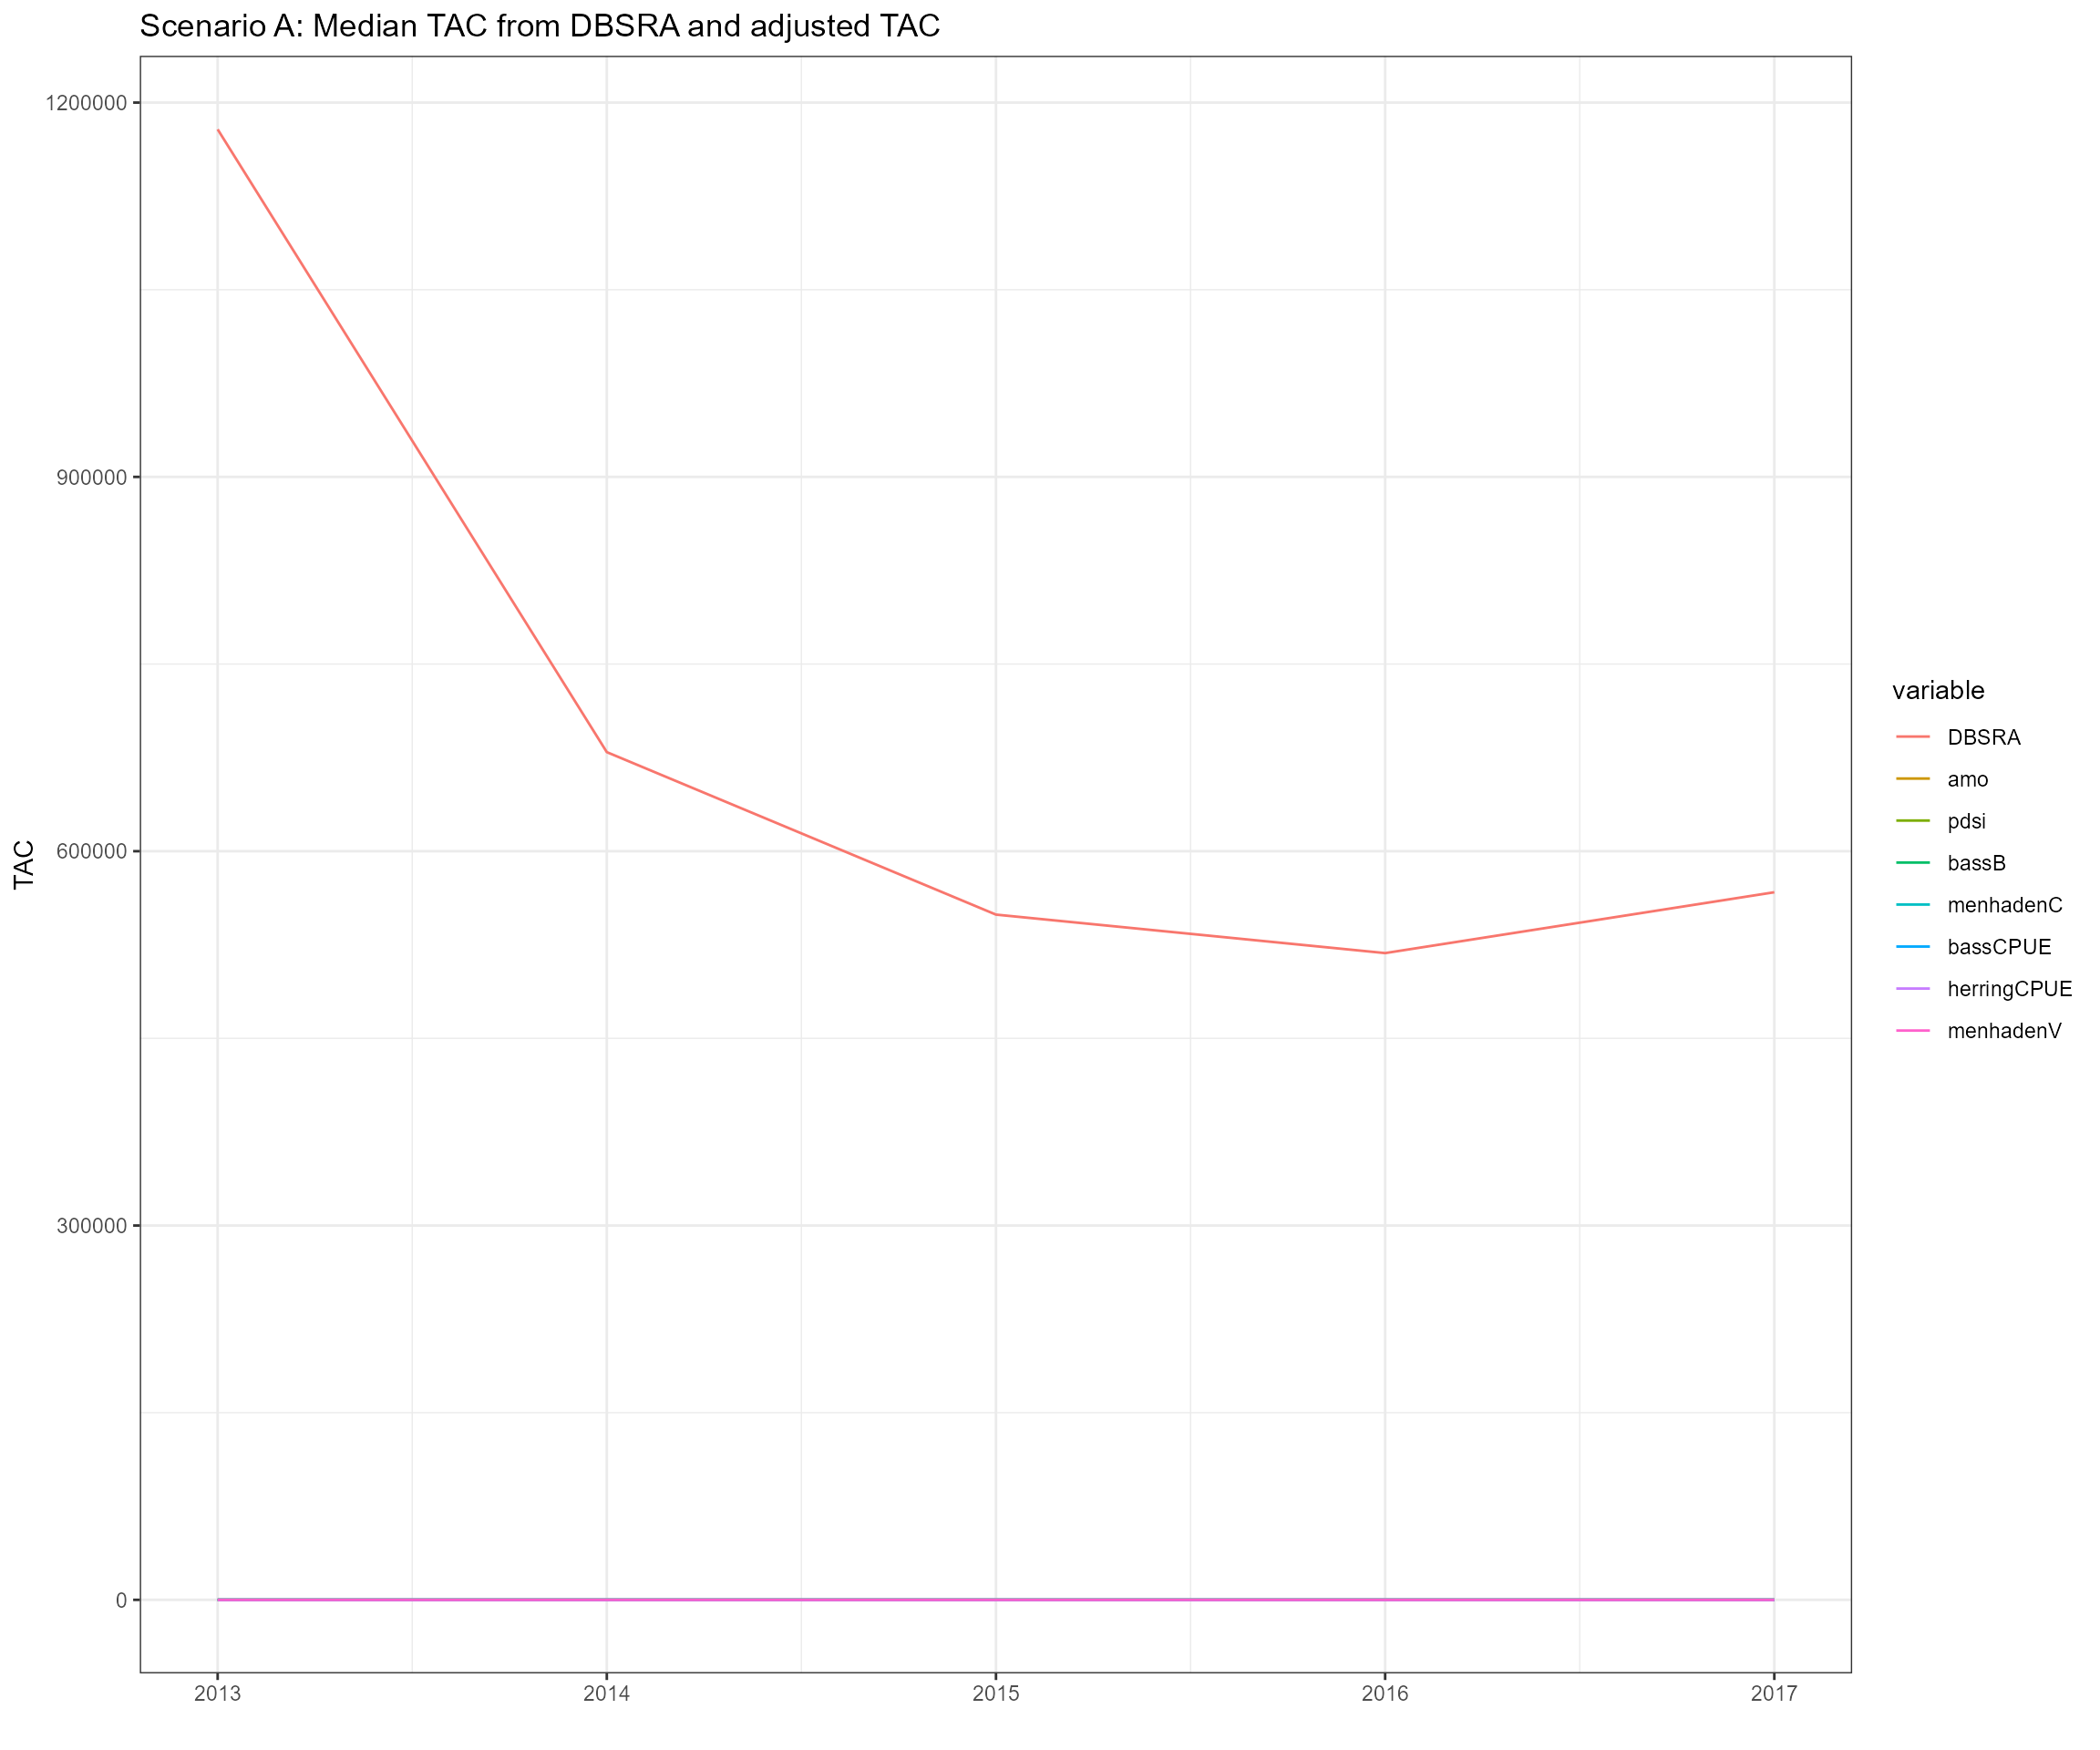 Scenario A: Median TAC from DBSRA and adjusted TAC
1200000
900000
600000
300000
0
TAC
2013
2014
2015
2016
2017
variable
DBSRA
amo
pdsi
bassB
menhadenC
bassCPUE
herringCPUE
menhadenV